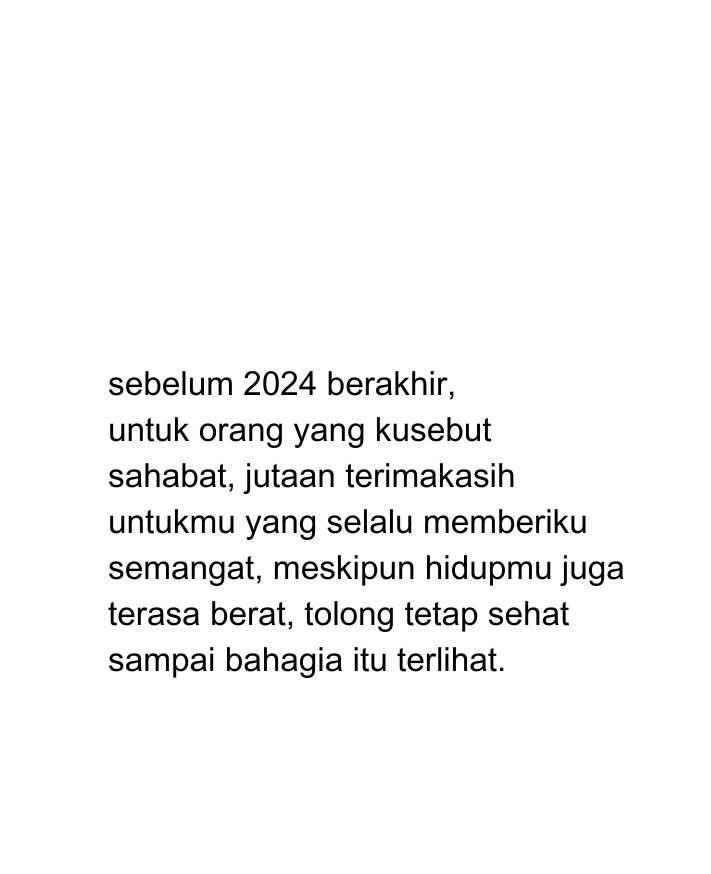 sebelum 2024 berakhir,
untuk orang yang kusebut
sahabat, jutaan terimakasih
untukmu yang selalu memberiku
semangat, meskipun hidupmu juga
terasa berat, tolong tetap sehat
sampai bahagia itu terlihat.